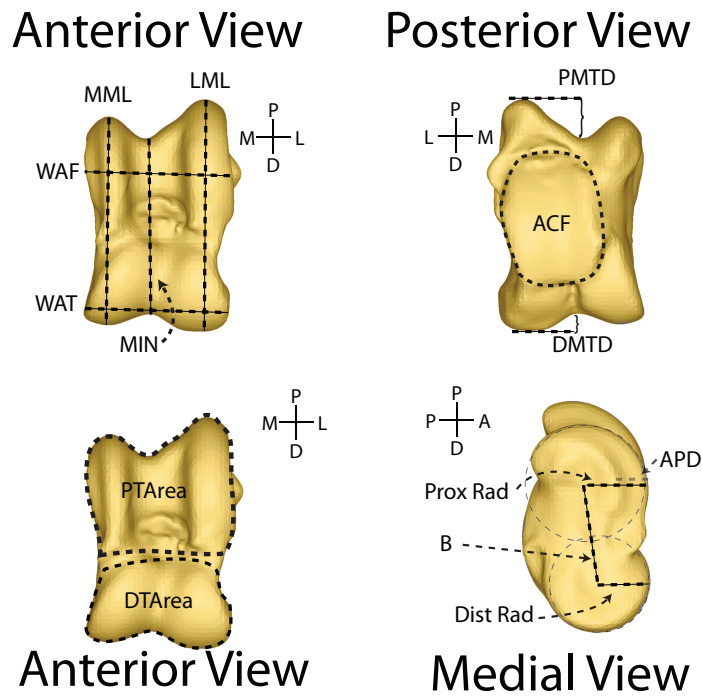 Anterior View
MML
LML
P
M
L
D
WAF
WAT
MIN
Posterior View
PMTD
P
L
M
D
ACF
DMTD
P
M
L
D
PTArea
DTArea
Anterior View
P
P
A
D
APD
Prox Rad
B
Dist Rad
Medial View